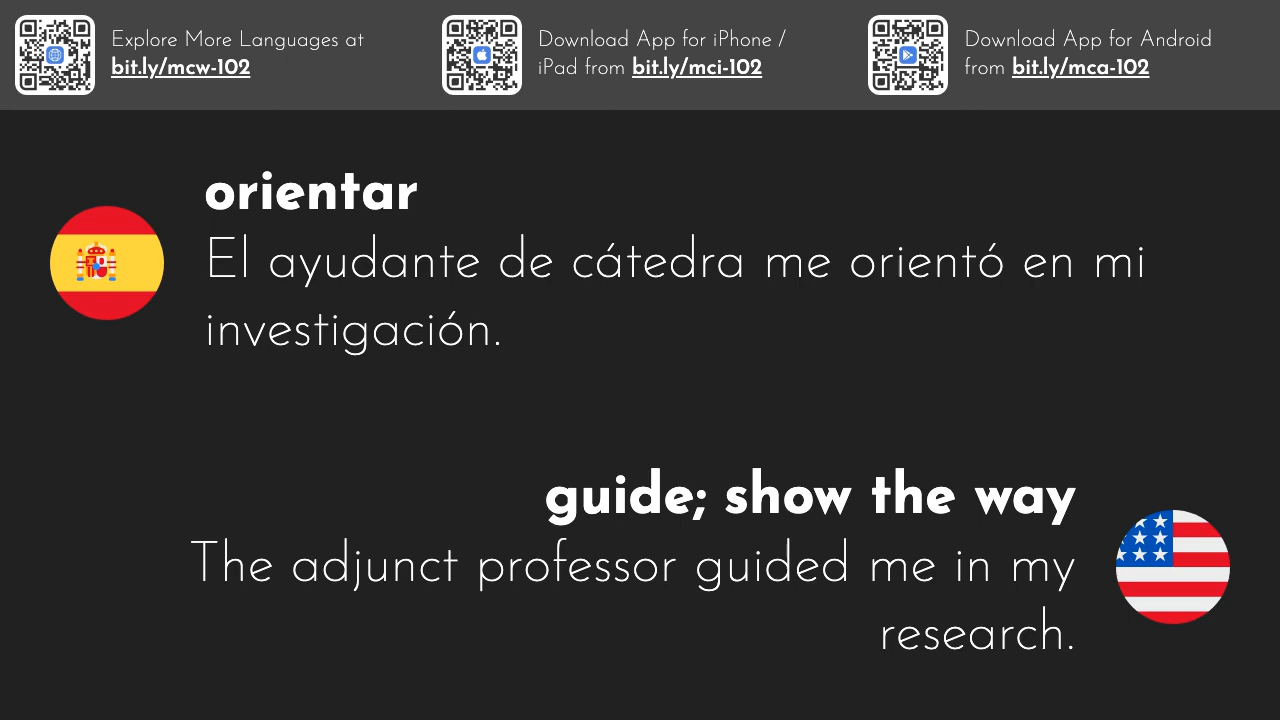 Explore More Languages at
bit.ly/mcw-102
Download App for iPhone /
iPad from bit.ly/mci-102
Download App for Android
from bit.ly/mca-102
orientar
El ayudante de cátedra me orientó en mi
investigación.
guide; show the way
The adjunct professor guided me in my
research.